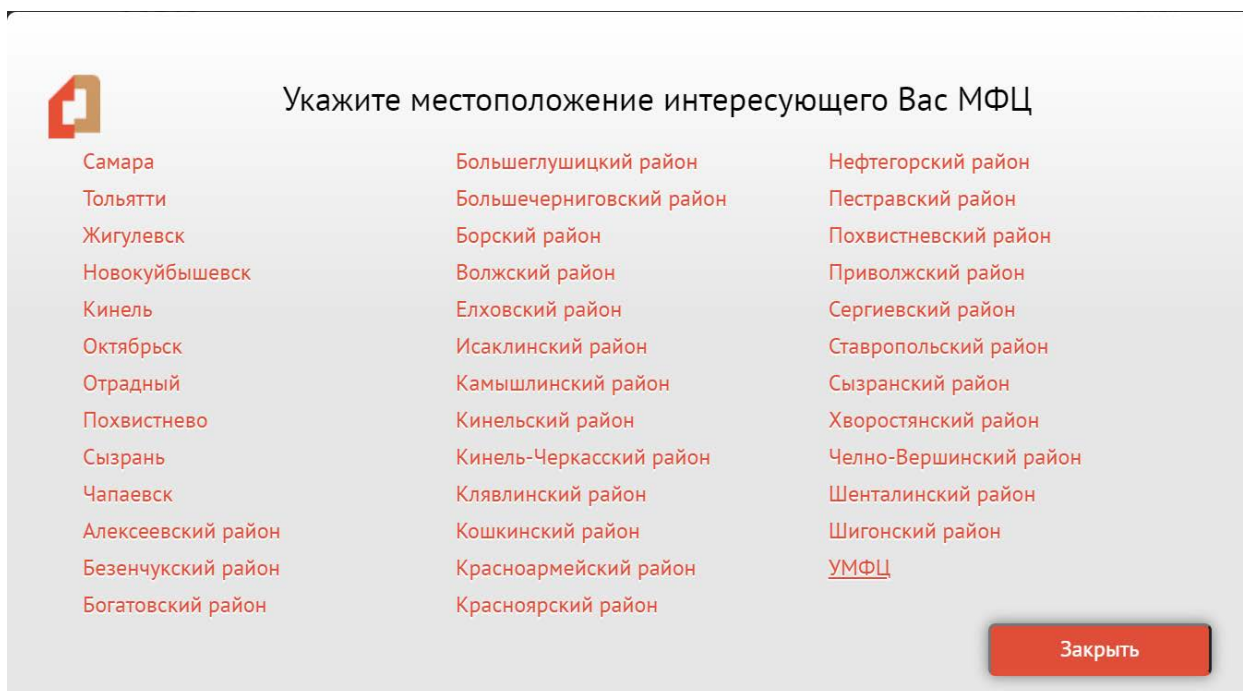 Укажите местоположение интересующего Вас МФЦ
Самара
Тольятти
Жигулевск
Новокуйбышевск
Кинель
Октябрьск
Отрадный
Похвистнево
Сызрань
Чапаевск
Алексеевский район
Безенчукский район
Богатовский район
Большеглушицкий район
Большечерниговский район
Борский район
Волжский район
Елховский район
Исаклинский район
Камышлинский район
Кинельский район
Кинель-Черкасский район
Клявлинский район
Кошкинский район
Красноармейский район
Красноярский район
Нефтегорский район
Пестравский район
Похвистневский район
Приволжский район
Сергиевский район
Ставропольский район
Сызранский район
Хворостянский район
Челно-Вершинский район
Шенталинский район
Шигонский район
УМФЦ
Закрыть